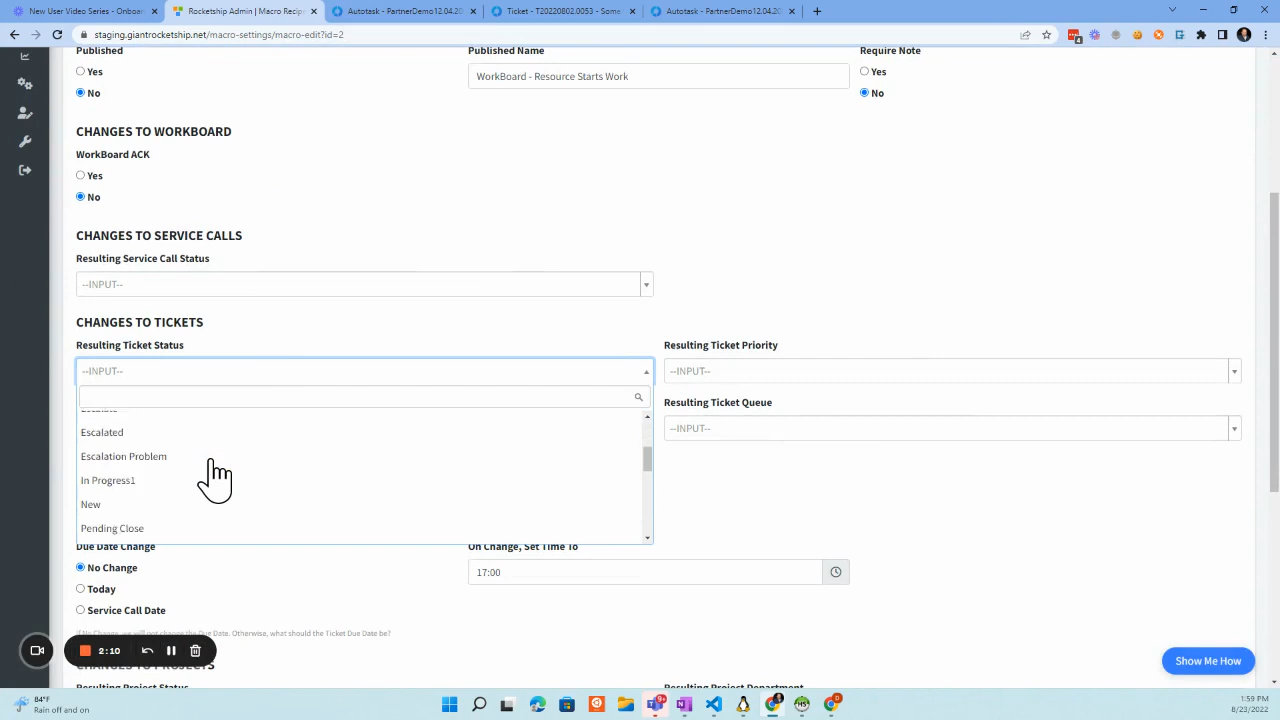 New User Video Series - Onboard
Rocketship Admin | Macro Recip
Autotask - PartnerDemo12.04.20
Ticket - T20220802.0053 - Some
Autotask - PartnerDemo12.04.20
staging.giantrocketship.net/macro-settings/macro-edit?id=2
Published
Published Name
Require Note
Yes
WorkBoard - Resource Starts Work
Yes
No
No
CHANGES TO WORKBOARD
WorkBoard ACK
Yes
No
CHANGES TO SERVICE CALLS
Resulting Service Call Status
--INPUT--
CHANGES TO TICKETS
Resulting Ticket Status
Resulting Ticket Priority
--INPUT--
--INPUT--
Resulting Ticket Queue
--INPUT--
Escalated
Escalation Problem
In Progress1
New
Pending Close
Due Date Change
On Change, Set Time To
No Change
17:00
Today
Service Call Date
If No Change, we will not change the Due Date. Otherwise, what should the Ticket Due Date be?
2:10
CHANGES TO PROJECTS
Show Me How
Resulting Project Status
Resulting Project Department
84°F
Rain off and on
9+
1:59 PM
8/23/2022